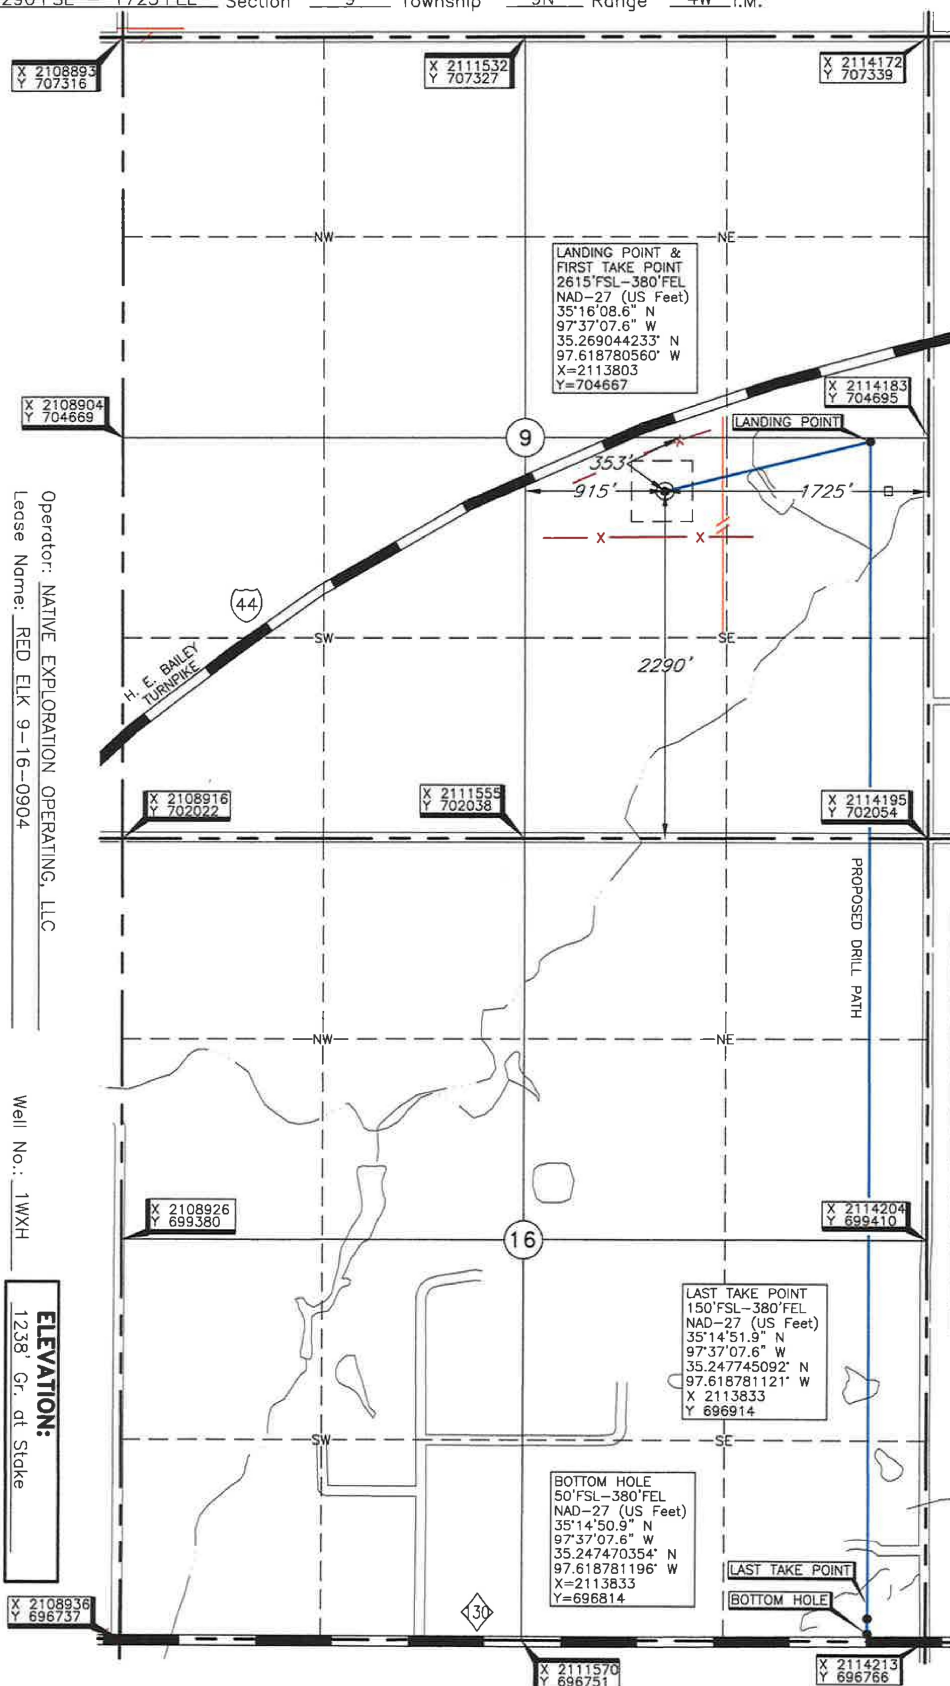 290'FSL - 1725'FEL Section 9 Township 9N Range 4W I.M.
X 2108893
Y 707316
X 2111532
Y 707327
X 2114172
Y 707339
NW
NE
LANDING POINT &
FIRST TAKE POINT
2615'FSL-380'FEL
NAD-27 (US Feet)
35°16'08.6" N
97°37'07.6" W
35.269044233° N
97.618780560° W
X=2113803
Y=704667
X 2108904
Y 704669
X 2114183
Y 704695
9
LANDING POINT
X
353'
915'
1725'
X
X
44
SW
SE
2290'
H. E. BAILEY
TURNPIKE
Operator: NATIVE EXPLORATION OPERATING, LLC
Lease Name: RED ELK 9-16-0904
X 2108916
Y 702022
X 2111555
Y 702038
X 2114195
Y 702054
PROPOSED DRILL PATH
NW
NE
Well No.: 1WXH
X 2108926
Y 699380
X 2114204
Y 699410
16
ELEVATION:
1238' Gr. at Stake
LAST TAKE POINT
150'FSL-380'FEL
NAD-27 (US Feet)
35°14'51.9" N
97°37'07.6" W
35.247745092° N
97.618781121° W
X 2113833
Y 696914
SW
SE
BOTTOM HOLE
50'FSL-380'FEL
NAD-27 (US Feet)
35°14'50.9" N
97°37'07.6" W
35.247470354° N
97.618781196° W
X=2113833
Y=696814
LAST TAKE POINT
BOTTOM HOLE
130
X 2108936
Y 696737
X 2111570
Y 696751
X 2114213
Y 696766